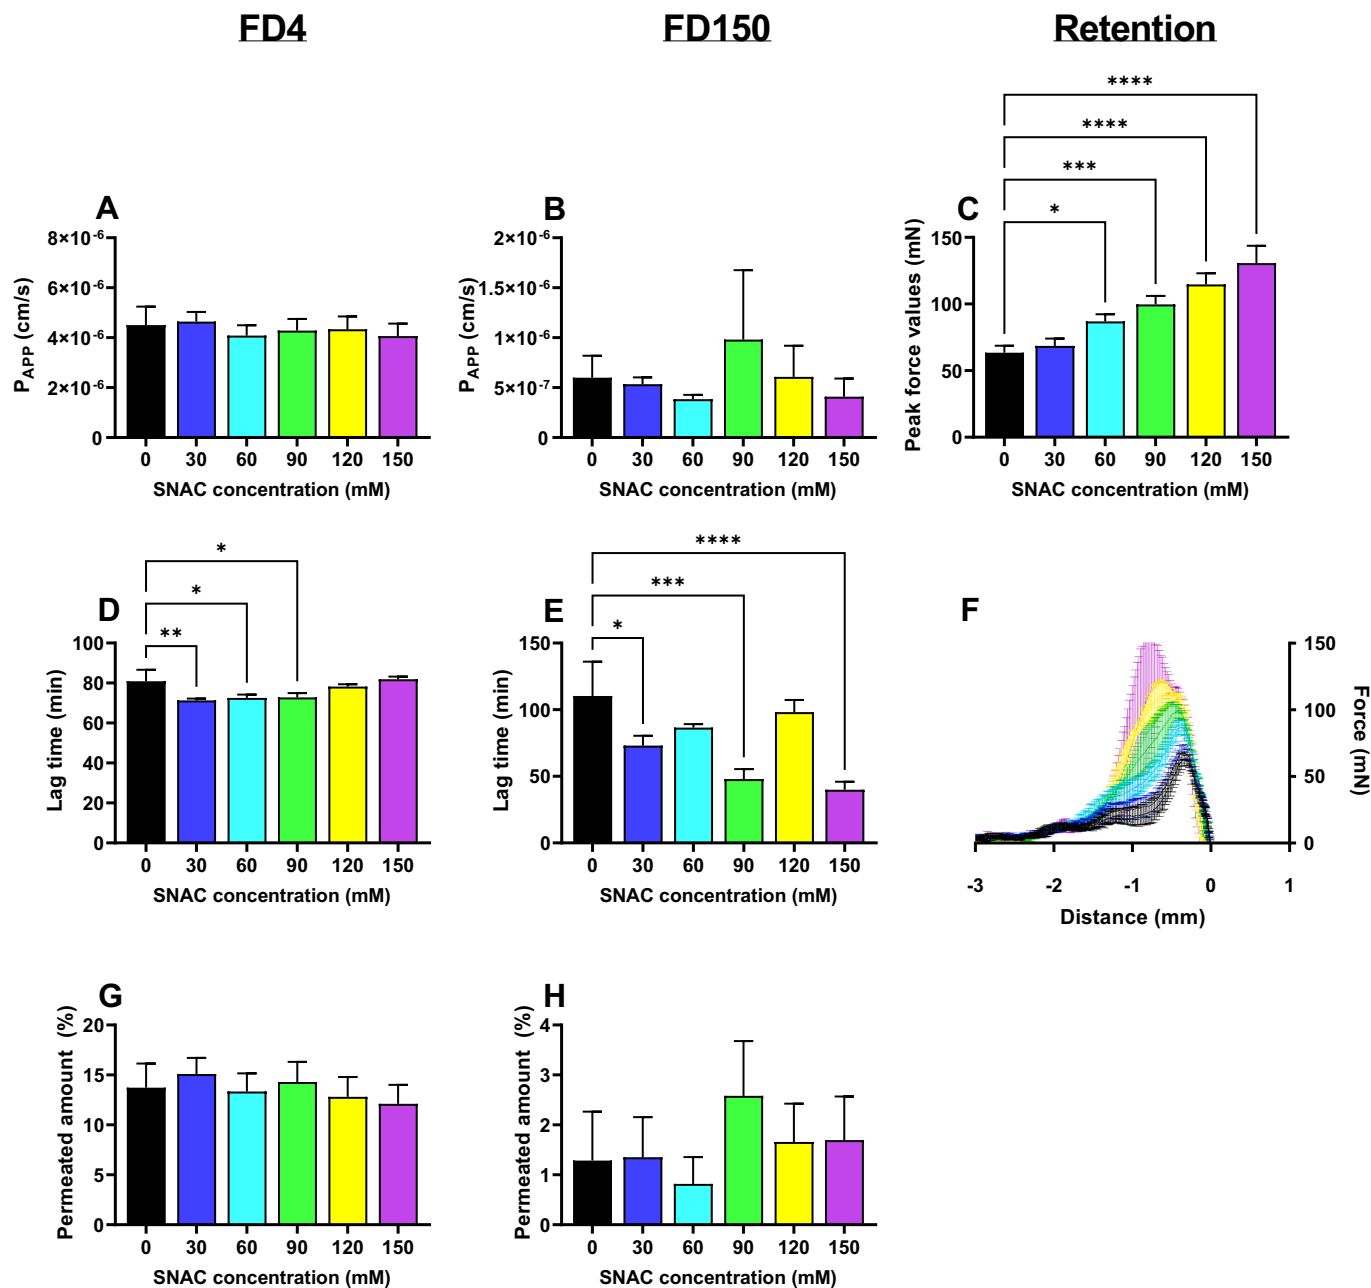 FD4
FD150
Retention
A
8×10⁻⁶
6×10⁻⁶
4×10⁻⁶
2×10⁻⁶
0
P_APP (cm/s)
0 30 60 90 120 150
SNAC concentration (mM)
B
2×10⁻⁶
1.5×10⁻⁶
1×10⁻⁶
5×10⁻⁷
0
P_APP (cm/s)
0 30 60 90 120 150
SNAC concentration (mM)
****
****
***
*
C
150
100
50
0
Peak force values (mN)
0 30 60 90 120 150
SNAC concentration (mM)
*
*
**
D
100
80
60
40
20
0
Lag time (min)
0 30 60 90 120 150
SNAC concentration (mM)
****
***
*
E
150
100
50
0
Lag time (min)
0 30 60 90 120 150
SNAC concentration (mM)
F
150
100
50
0
Force (mN)
-3 -2 -1 0 1
Distance (mm)
G
20
15
10
5
0
Permeated amount (%)
0 30 60 90 120 150
SNAC concentration (mM)
H
4
3
2
1
0
Permeated amount (%)
0 30 60 90 120 150
SNAC concentration (mM)